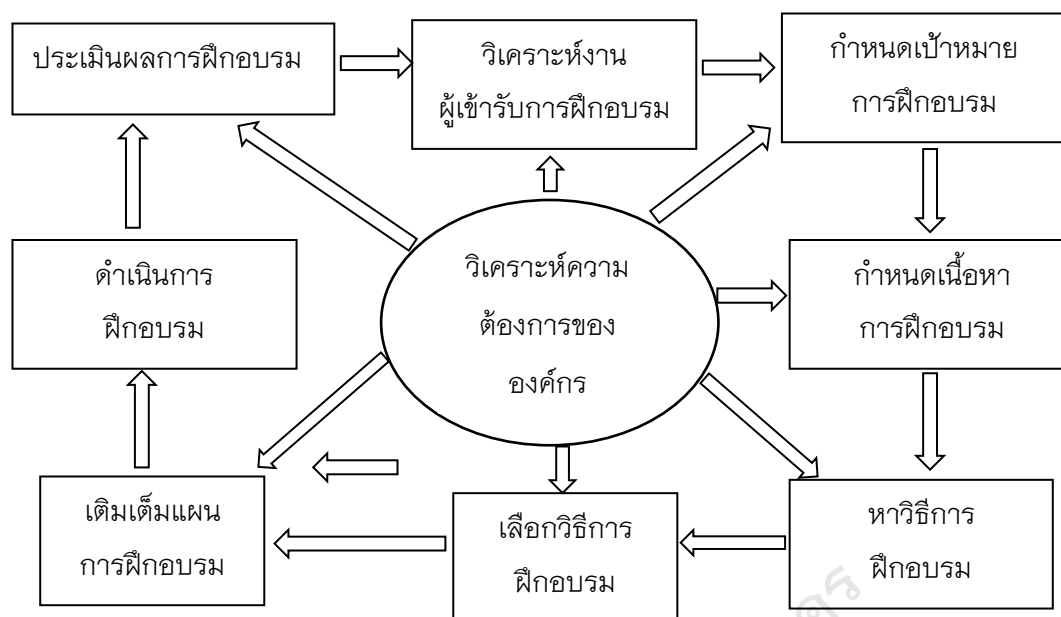 ประเมินผลการฝึกอบรม
วิเคราะห์งาน
ผู้เข้ารับการฝึกอบรม
กำหนดเป้าหมาย
การฝึกอบรม
ดำเนินการ
ฝึกอบรม
วิเคราะห์ความ
ต้องการของ
องค์กร
กำหนดเนื้อหา
การฝึกอบรม
เติมเต็มแผน
การฝึกอบรม
เลือกวิธีการ
ฝึกอบรม
หาวิธีการ
ฝึกอบรม